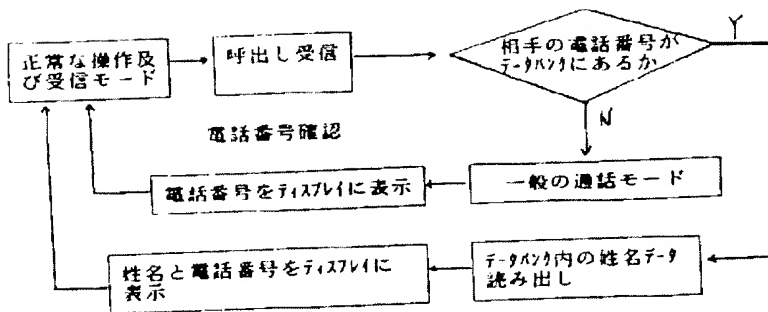 正常な操作及
び受信モード
呼出し受信
相手の電話番号が
ﾃﾞｰﾀﾊﾞﾝｸにあるか
Y
N
電話番号確認
一般の通話モード
電話番号をﾃﾞｨｽﾌﾟﾚｲに表示
ﾃﾞｰﾀﾊﾞﾝｸ内の姓名ﾃﾞｰﾀ
読み出し
姓名と電話番号をﾃﾞｨｽﾌﾟﾚｲに
表示